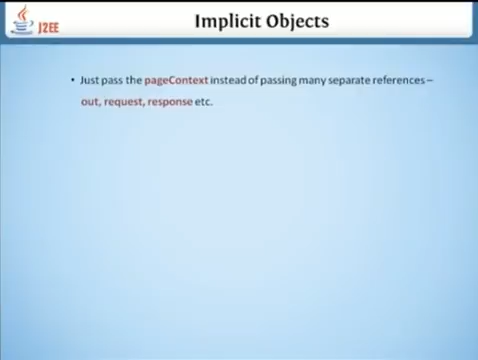 J2EE
Implicit Objects
• Just pass the pageContext instead of passing many separate references –
out, request, response etc.